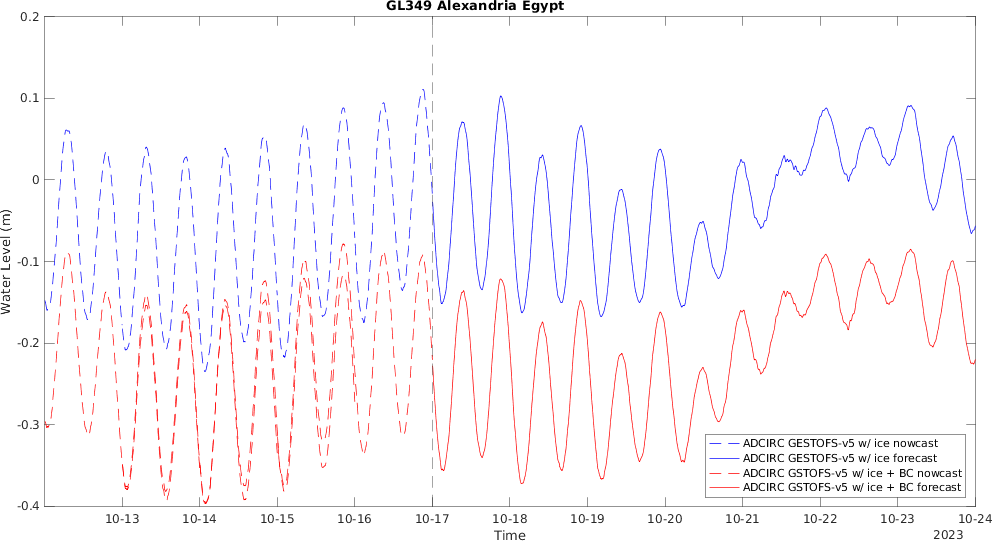 GL349 Alexandria Egypt
0.2
0.1
0
-0.1
-0.2
-0.3
-0.4
Water Level (m)
ADCIRC GESTOFS-v5 w/ ice nowcast
ADCIRC GESTOFS-v5 w/ ice forecast
ADCIRC GSTOFS-v5 w/ ice + BC nowcast
ADCIRC GSTOFS-v5 w/ ice + BC forecast
10-13 10-14 10-15 10-16 10-17 10-18 10-19 10-20 10-21 10-22 10-23 10-24
Time
2023